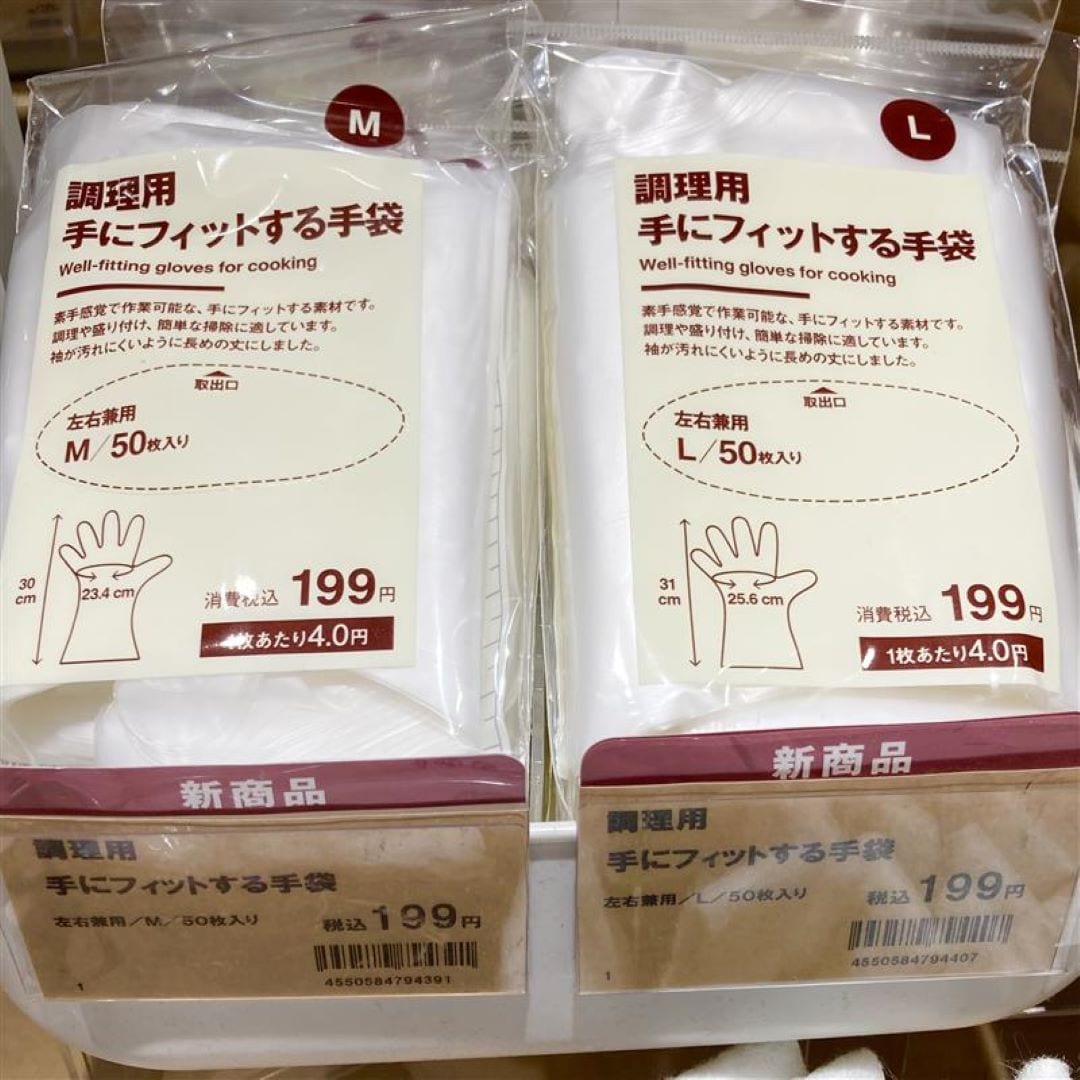 M
調理用
手にフィットする手袋
Well-fitting gloves for cooking
素手感覚で作業可能な、手にフィットする素材です。
調理や盛り付け、簡単な掃除に適しています。
袖が汚れにくいように長めの丈にしました。
取出口
左右兼用
M/50枚入り
30
cm
23.4 cm
消費税込 199円
1枚あたり4.0円
L
調理用
手にフィットする手袋
Well-fitting gloves for cooking
素手感覚で作業可能な、手にフィットする素材です。
調理や盛り付け、簡単な掃除に適しています。
袖が汚れにくいように長めの丈にしました。
取出口
左右兼用
L/50枚入り
31
cm
25.6 cm
消費税込 199円
1枚あたり4.0円
新商品
調理用
手にフィットする手袋
左右兼用/M/50枚入り
税込199円
4550584794391
1
新商品
調理用
手にフィットする手袋
左右兼用/L/50枚入り
税込199円
4550584794407
1